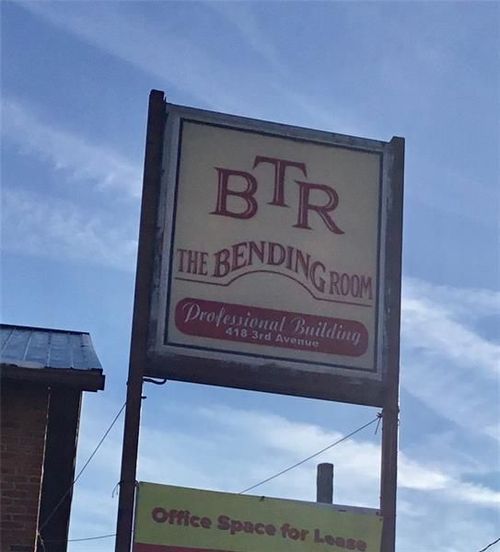 BTR
THE BENDING ROOM
Professional Building
418 3rd Avenue
Office Space for Lease